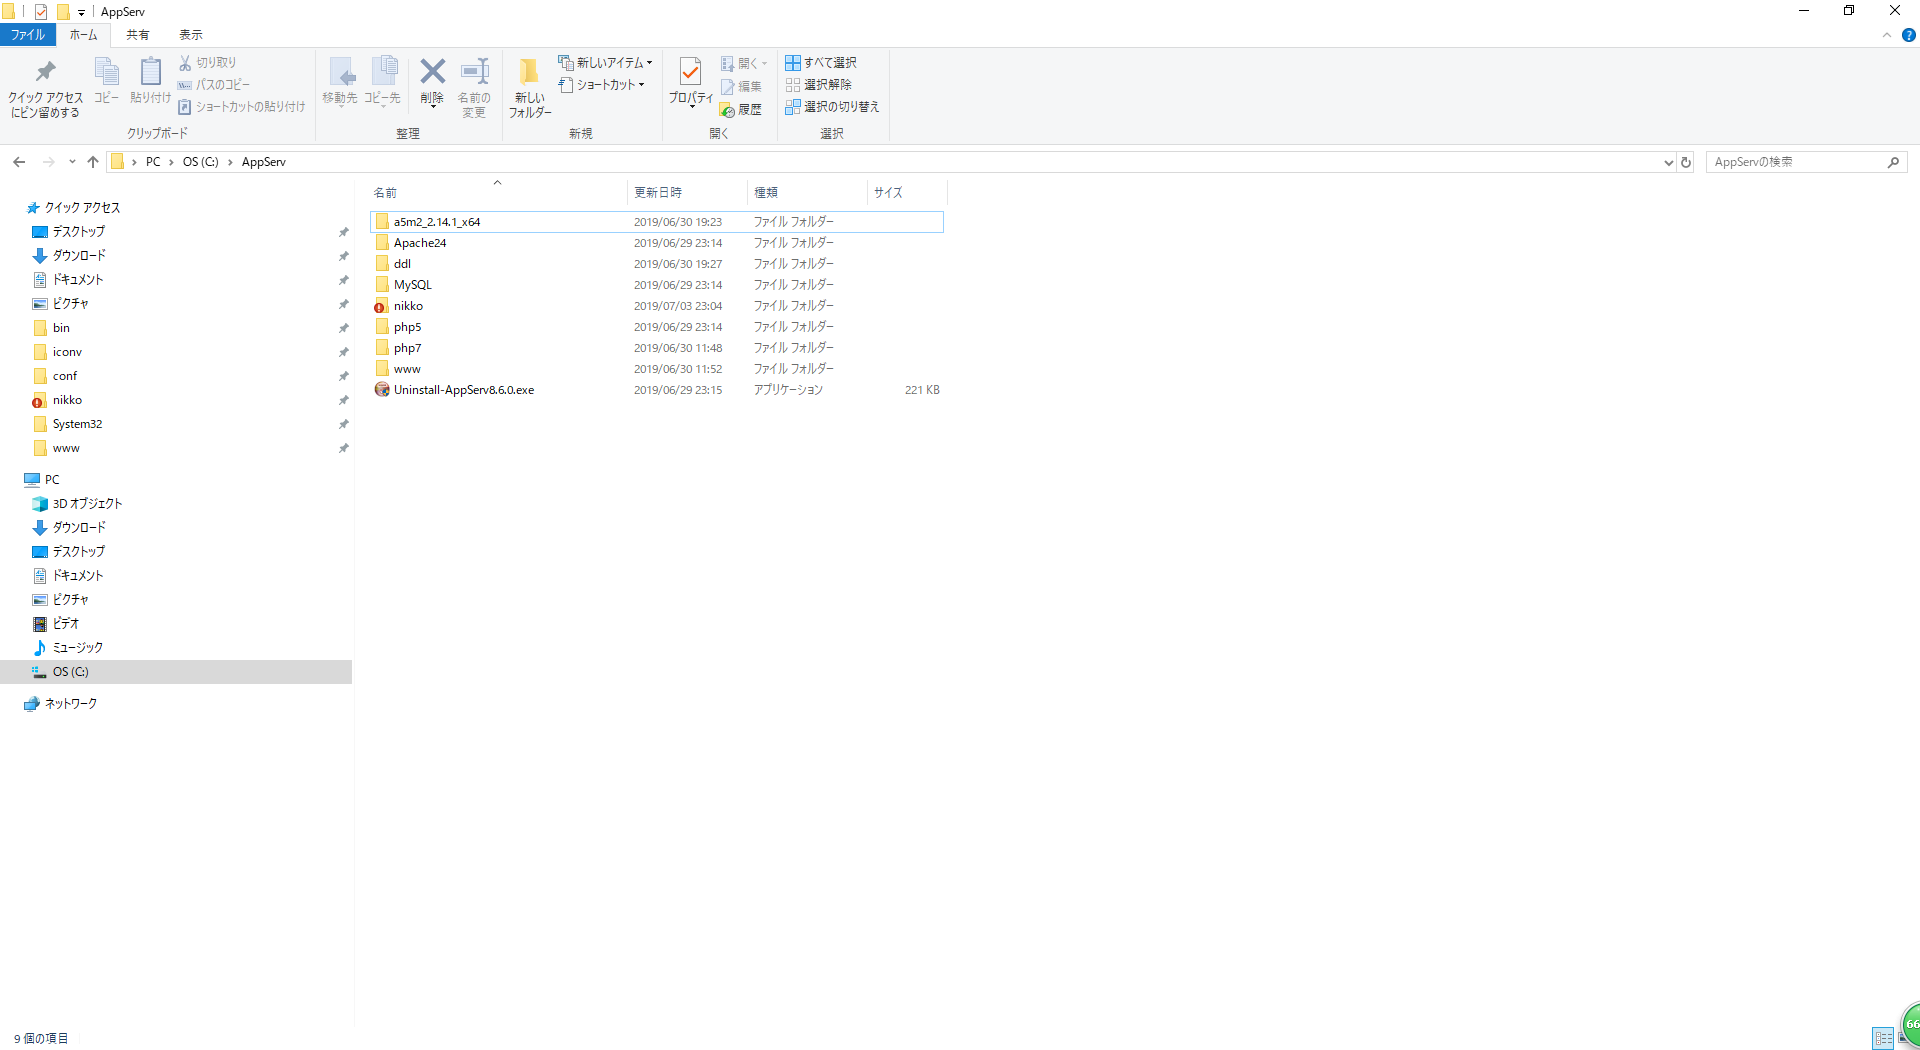 AppServ
ファイル ホーム 共有 表示
クイック アクセス
にピン留めする
コピー
貼り付け
切り取り
パスのコピー
ショートカットの貼り付け
クリップボード
移動先
コピー先
削除
名前の
変更
整理
新しい
フォルダー
新しいアイテム
ショートカット
新規
プロパティ
開く
編集
履歴
開く
すべて選択
選択解除
選択の切り替え
選択
PC OS (C:) AppServ
AppServの検索
クイック アクセス
デスクトップ
ダウンロード
ドキュメント
ピクチャ
bin
iconv
conf
nikko
System32
www
PC
3D オブジェクト
ダウンロード
デスクトップ
ドキュメント
ピクチャ
ビデオ
ミュージック
OS (C:)
ネットワーク
名前 更新日時 種類 サイズ
a5m2_2.14.1_x64 2019/06/30 19:23 ファイル フォルダー
Apache24 2019/06/29 23:14 ファイル フォルダー
ddl 2019/06/30 19:27 ファイル フォルダー
MySQL 2019/06/29 23:14 ファイル フォルダー
nikko 2019/07/03 23:04 ファイル フォルダー
php5 2019/06/29 23:14 ファイル フォルダー
php7 2019/06/30 11:48 ファイル フォルダー
www 2019/06/30 11:52 ファイル フォルダー
Uninstall-AppServ8.6.0.exe 2019/06/29 23:15 アプリケーション 221 KB
9 個の項目
66